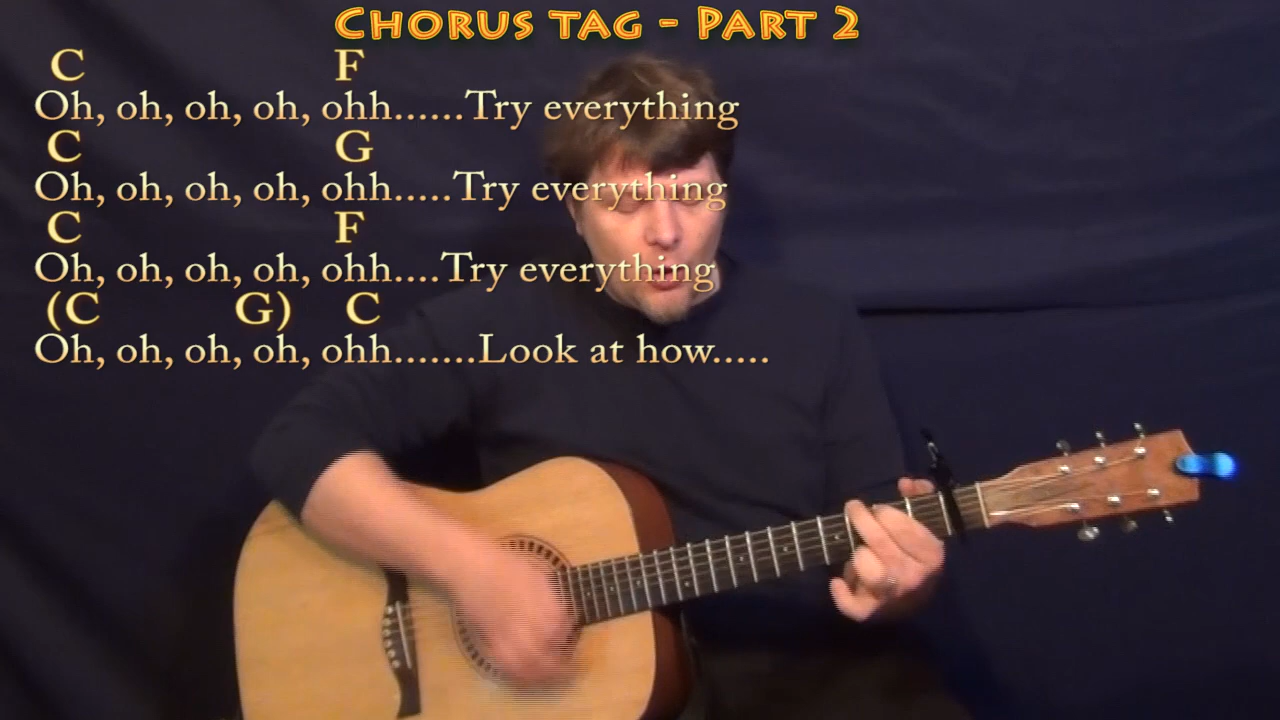 Chorus tag - Part 2
C F
Oh, oh, oh, oh, ohh......Try everything
C G
Oh, oh, oh, oh, ohh.....Try everything
C F
Oh, oh, oh, oh, ohh....Try everything
(C G) C
Oh, oh, oh, oh, ohh.......Look at how.....